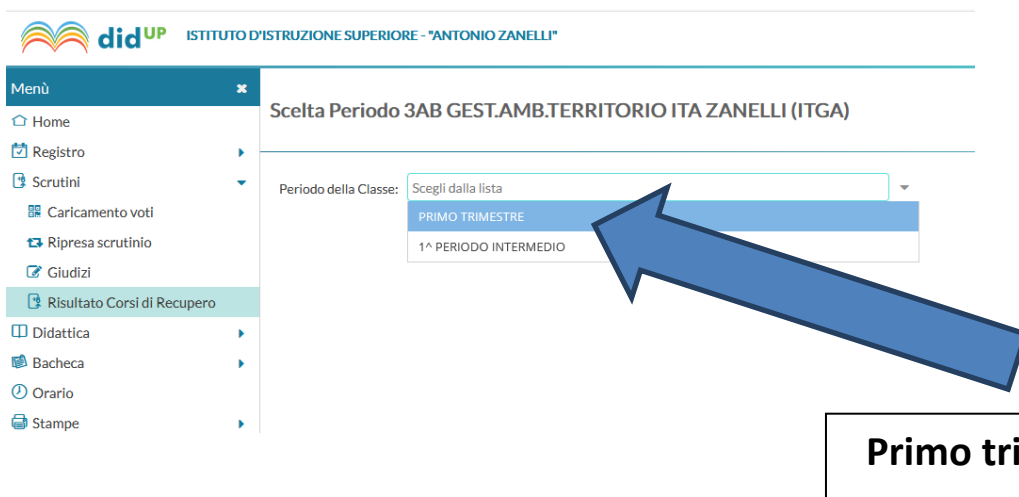 didUP ISTITUTO D'ISTRUZIONE SUPERIORE - "ANTONIO ZANELLI"
Menù
Home
Registro
Scrutini
Caricamento voti
Ripresa scrutinio
Giudizi
Risultato Corsi di Recupero
Didattica
Bacheca
Orario
Stampe
Scelta Periodo 3AB GEST.AMB.TERRITORIO ITA ZANELLI (ITGA)
Periodo della Classe: Scegli dalla lista
PRIMO TRIMESTRE
1^ PERIODO INTERMEDIO
Primo tri